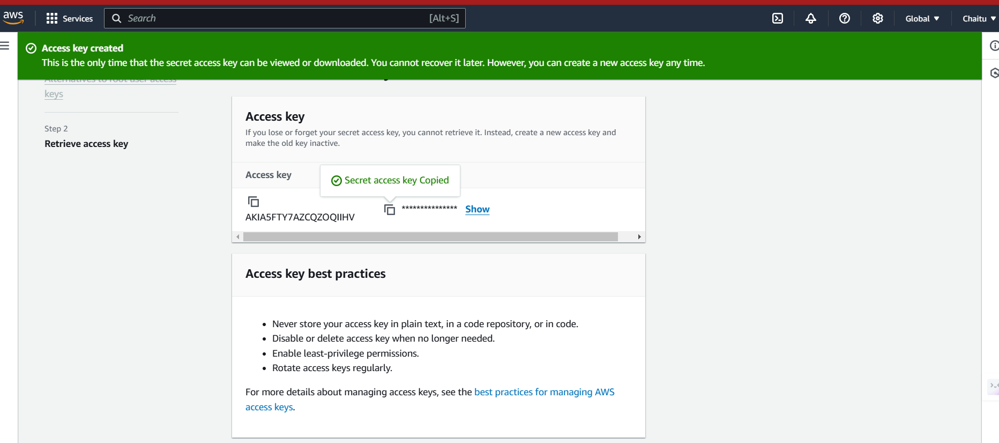 aws
Services
Search
[Alt+S]
Global
Chaitu
Access key created
This is the only time that the secret access key can be viewed or downloaded. You cannot recover it later. However, you can create a new access key any time.
Alternatives to root user access
keys
Step 2
Retrieve access key
Access key
If you lose or forget your secret access key, you cannot retrieve it. Instead, create a new access key and
make the old key inactive.
Access key
Secret access key Copied
***************
Show
AKIA5FTY7AZCQZOQIIHV
Access key best practices
• Never store your access key in plain text, in a code repository, or in code.
• Disable or delete access key when no longer needed.
• Enable least-privilege permissions.
• Rotate access keys regularly.
For more details about managing access keys, see the best practices for managing AWS
access keys.